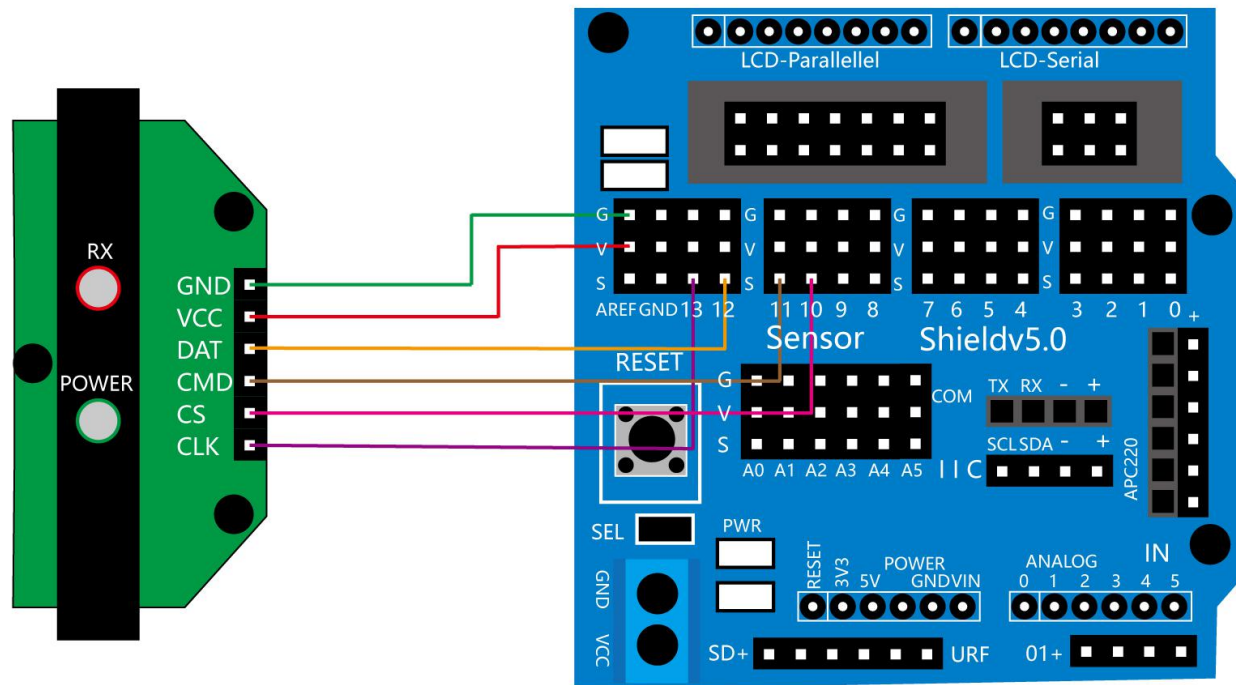 LCD-Parallellel LCD-Serial
RX
GND
VCC
DAT
CMD
CS
CLK
POWER
G G G G
V V V V
S S S S
AREF GND 13 12 11 10 9 8 7 6 5 4 3 2 1 0 +
Sensor Shieldv5.0
RESET
G
V
S
A0 A1 A2 A3 A4 A5
COM TX RX - +
SCL SDA - +
IIC
APC220
SEL
PWR
GND
VCC
RESET 3V3 5V POWER GND VIN
ANALOG IN
0 1 2 3 4 5
SD+ URF 01+